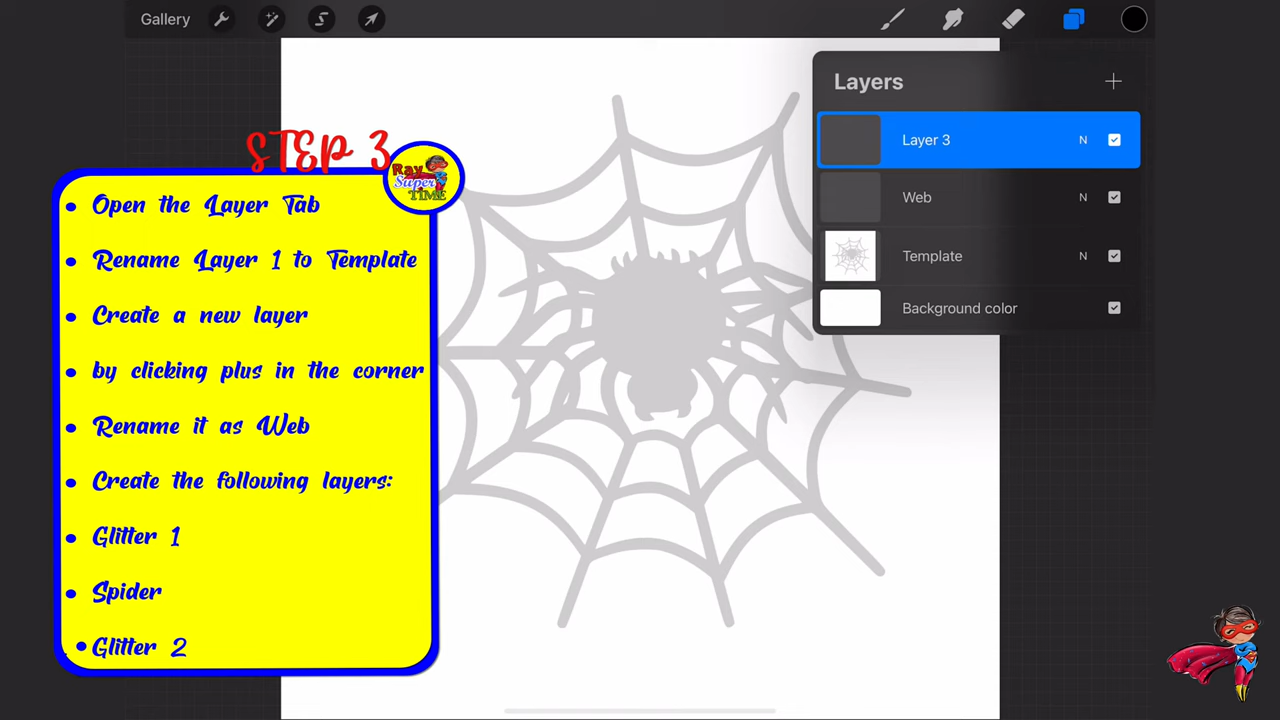 Gallery
Layers
Layer 3 N
Web N
Template N
Background color
STEP 3
Ray
Super
TIME
• Open the Layer Tab
• Rename Layer 1 to Template
• Create a new layer
• by clicking plus in the corner
• Rename it as Web
• Create the following layers:
• Glitter 1
• Spider
• Glitter 2